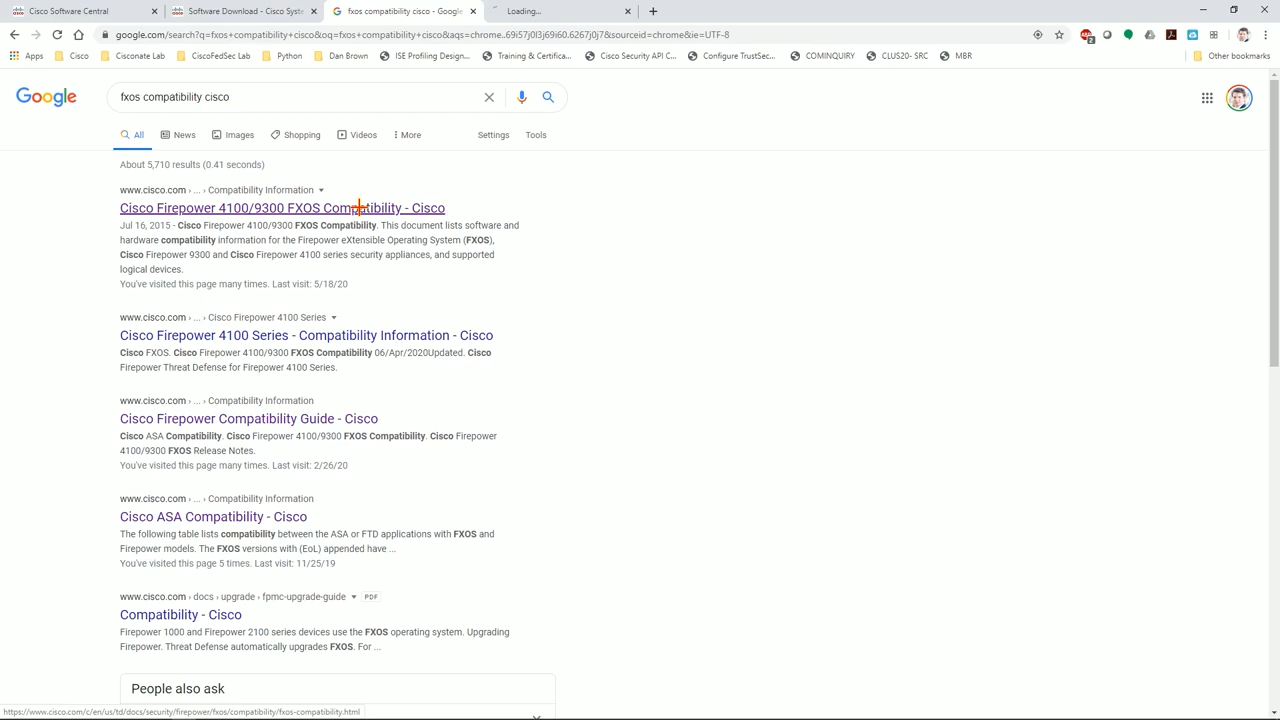 Cisco Software Central
Software Download - Cisco Syste
fxos compatibility cisco - Google
Loading...
google.com/search?q=fxos+compatibility+cisco&oq=fxos+compatibility+cisco&aqs=chrome..69i57j0l3j69i60.6267j0j7&sourceid=chrome&ie=UTF-8
Apps
Cisco
Cisconate Lab
CiscoFedSec Lab
Python
Dan Brown
ISE Profiling Design...
Training & Certifica...
Cisco Security API C...
Configure TrustSec...
COMINQUIRY
CLUS20- SRC
MBR
Other bookmarks
Google
fxos compatibility cisco
All
News
Images
Shopping
Videos
More
Settings
Tools
About 5,710 results (0.41 seconds)
www.cisco.com › ... › Compatibility Information
Cisco Firepower 4100/9300 FXOS Compatibility - Cisco
Jul 16, 2015 - Cisco Firepower 4100/9300 FXOS Compatibility. This document lists software and
hardware compatibility information for the Firepower eXtensible Operating System (FXOS),
Cisco Firepower 9300 and Cisco Firepower 4100 series security appliances, and supported
logical devices.
You've visited this page many times. Last visit: 5/18/20
www.cisco.com › ... › Cisco Firepower 4100 Series
Cisco Firepower 4100 Series - Compatibility Information - Cisco
Cisco FXOS. Cisco Firepower 4100/9300 FXOS Compatibility 06/Apr/2020Updated. Cisco
Firepower Threat Defense for Firepower 4100 Series.
www.cisco.com › ... › Compatibility Information
Cisco Firepower Compatibility Guide - Cisco
Cisco ASA Compatibility. Cisco Firepower 4100/9300 FXOS Compatibility. Cisco Firepower
4100/9300 FXOS Release Notes.
You've visited this page many times. Last visit: 2/26/20
www.cisco.com › ... › Compatibility Information
Cisco ASA Compatibility - Cisco
The following table lists compatibility between the ASA or FTD applications with FXOS and
Firepower models. The FXOS versions with (EoL) appended have ...
You've visited this page 5 times. Last visit: 11/25/19
www.cisco.com › docs › upgrade › fpmc-upgrade-guide PDF
Compatibility - Cisco
Firepower 1000 and Firepower 2100 series devices use the FXOS operating system. Upgrading
Firepower. Threat Defense automatically upgrades FXOS. For ...
People also ask
https://www.cisco.com/c/en/us/td/docs/security/firepower/fxos/compatibility/fxos-compatibility.html